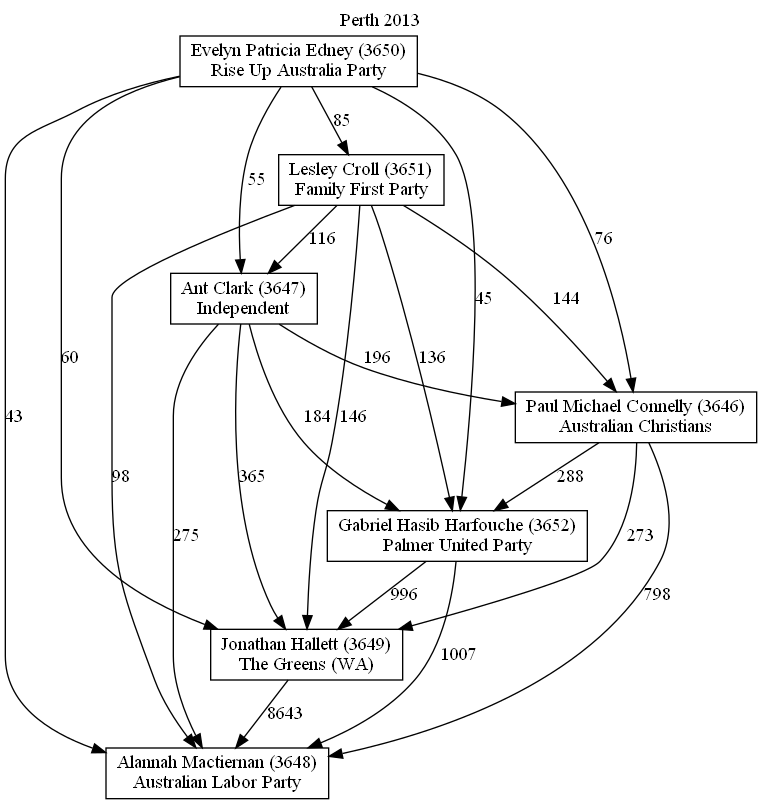 Perth 2013
Evelyn Patricia Edney (3650)
Rise Up Australia Party
85
Lesley Croll (3651)
Family First Party
55
116
76
Ant Clark (3647)
Independent
45
144
60
196
136
43
184
146
Paul Michael Connelly (3646)
Australian Christians
98
365
288
Gabriel Hasib Harfouche (3652)
Palmer United Party
275
273
996
798
Jonathan Hallett (3649)
The Greens (WA)
1007
8643
Alannah Mactiernan (3648)
Australian Labor Party